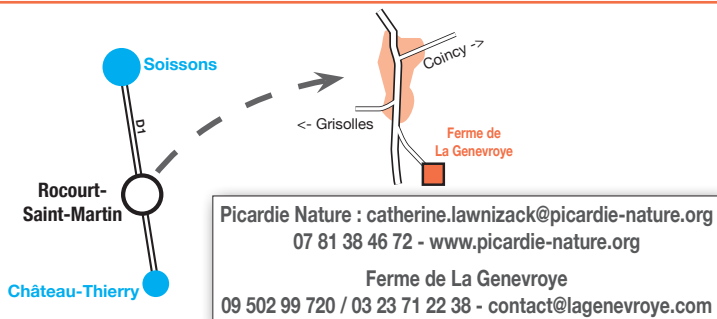 Soissons
Coincy ->
D1
<- Grisolles
Ferme de
La Genevroye
Rocourt-
Saint-Martin
Château-Thierry
Picardie Nature : catherine.lawnizack@picardie-nature.org
07 81 38 46 72 - www.picardie-nature.org
Ferme de La Genevroye
09 502 99 720 / 03 23 71 22 38 - contact@lagenevroye.com